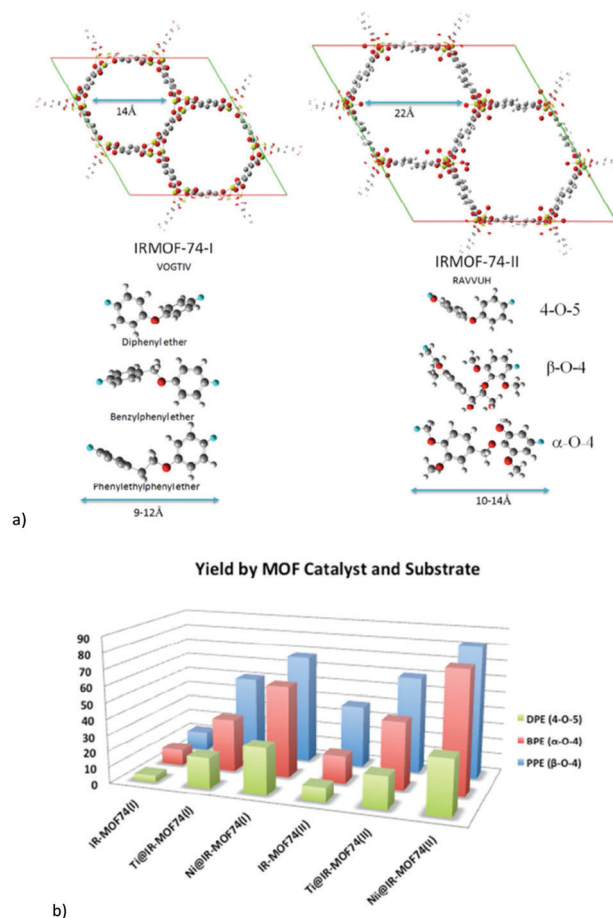 14Å
22Å
IRMOF-74-I
VOGTIV
IRMOF-74-II
RAVVUH
Diphenyl ether
4-O-5
Benzylphenylether
β-O-4
Phenylethylphenylether
α-O-4
9-12Å
10-14Å
a)
Yield by MOF Catalyst and Substrate
90
80
70
60
50
40
30
20
10
0
DPE (4-O-5)
BPE (α-O-4)
PPE (β-O-4)
IR-MOF74(I)
Ti@IR-MOF74(I)
Ni@IR-MOF74(I)
IR-MOF74(II)
Ti@IR-MOF74(II)
Ni@IR-MOF74(II)
b)